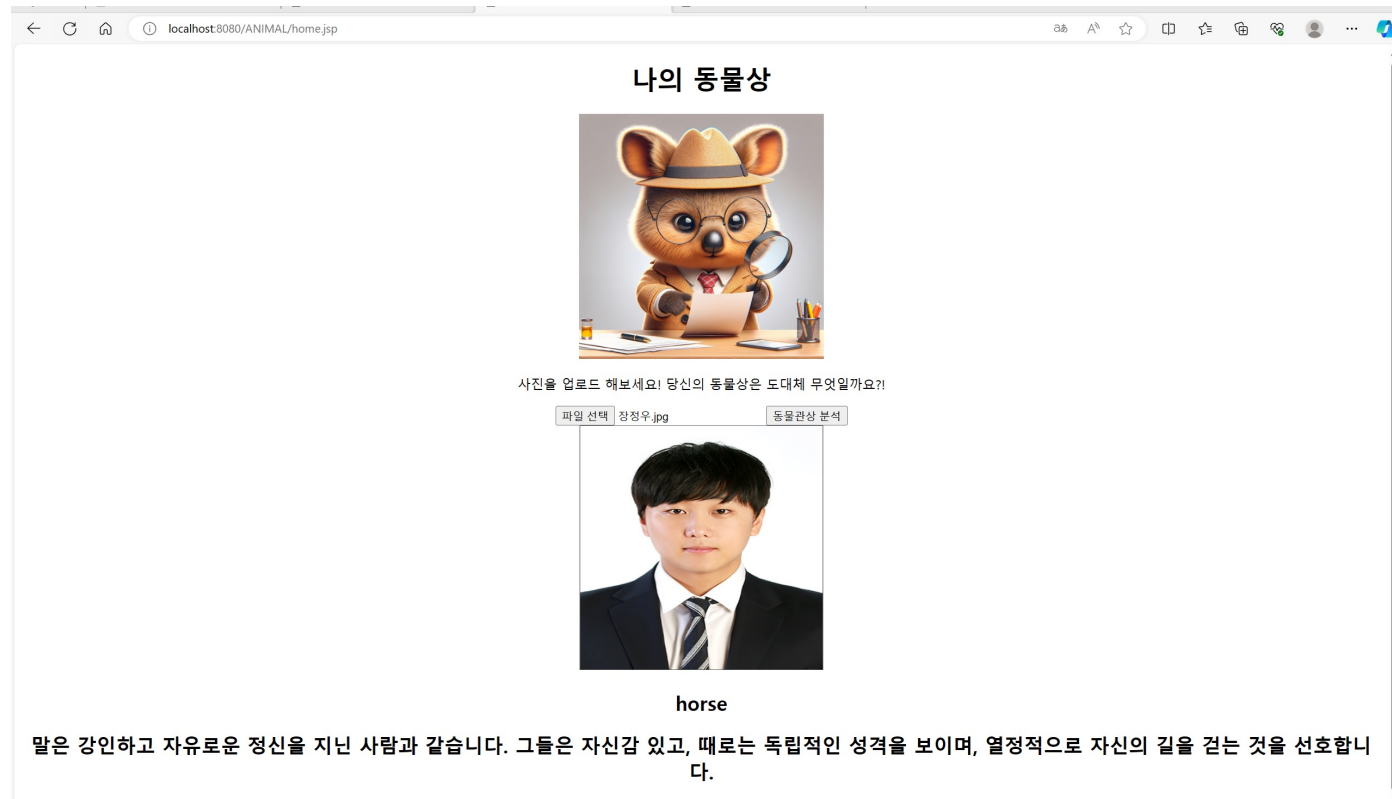 localhost:8080/ANIMAL/home.jsp
나의 동물상
사진을 업로드 해보세요! 당신의 동물상은 도대체 무엇일까요?!
파일 선택 장정우.jpg 동물관상 분석
horse
말은 강인하고 자유로운 정신을 지닌 사람과 같습니다. 그들은 자신감 있고, 때로는 독립적인 성격을 보이며, 열정적으로 자신의 길을 걷는 것을 선호합니
다.